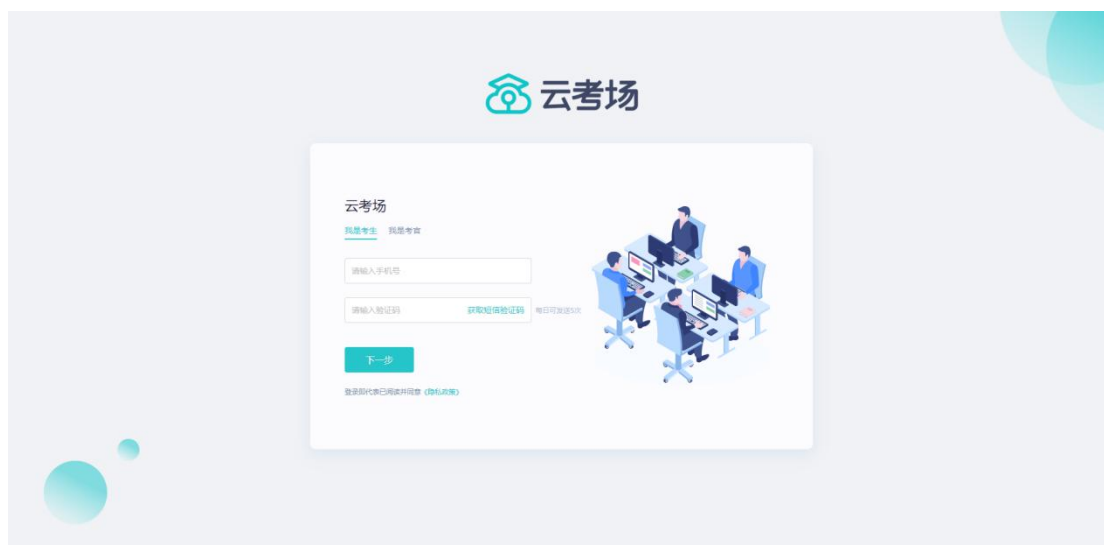 云考场
云考场
我是考生 我是考官
请输入手机号
请输入验证码 获取短信验证码 每日可发送5次
下一步
登录即代表已阅读并同意《隐私政策》